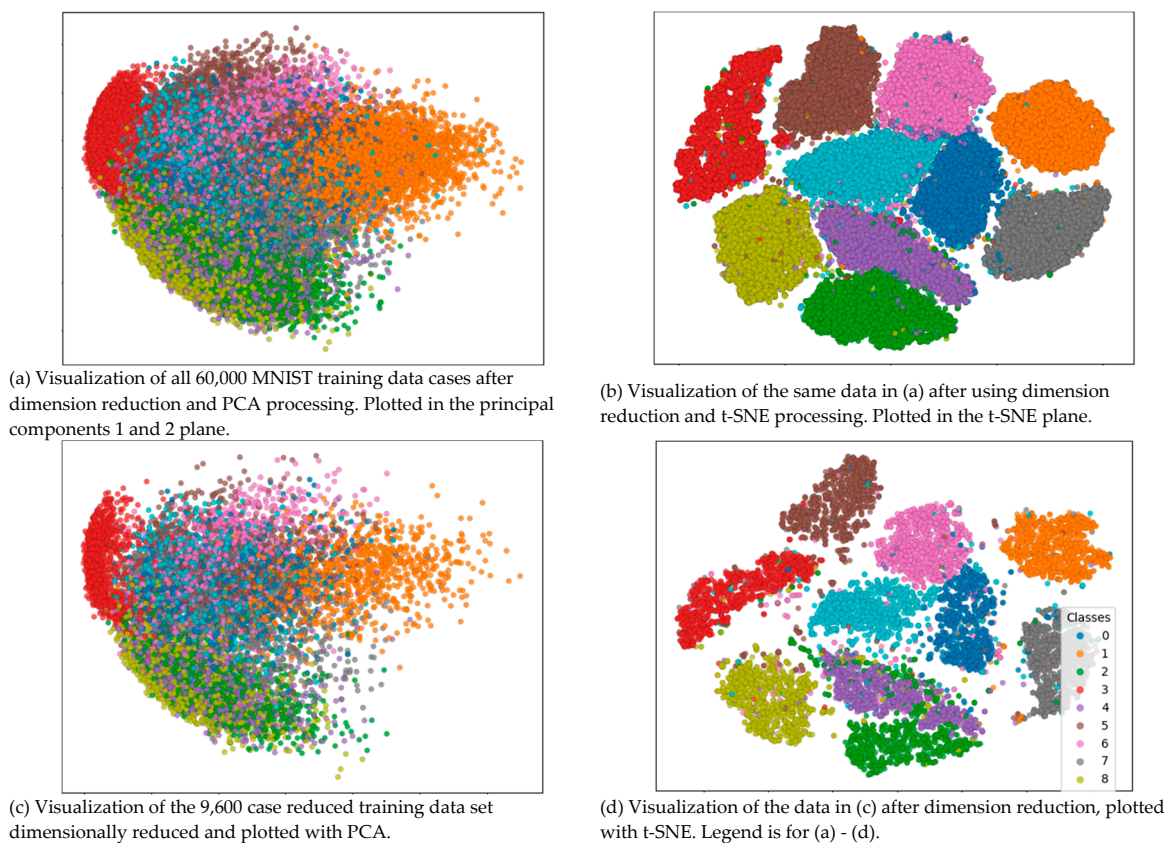 (a) Visualization of all 60,000 MNIST training data cases after
dimension reduction and PCA processing. Plotted in the principal
components 1 and 2 plane.
(b) Visualization of the same data in (a) after using dimension
reduction and t-SNE processing. Plotted in the t-SNE plane.
Classes
0
1
2
3
4
5
6
7
8
(c) Visualization of the 9,600 case reduced training data set
dimensionally reduced and plotted with PCA.
(d) Visualization of the data in (c) after dimension reduction, plotted
with t-SNE. Legend is for (a) - (d).